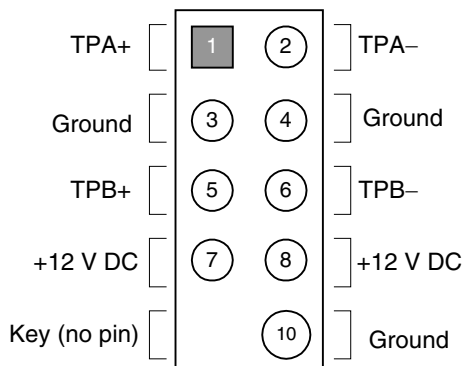 TPA+ 1 2 TPA–
Ground 3 4 Ground
TPB+ 5 6 TPB–
+12 V DC 7 8 +12 V DC
Key (no pin) 10 Ground